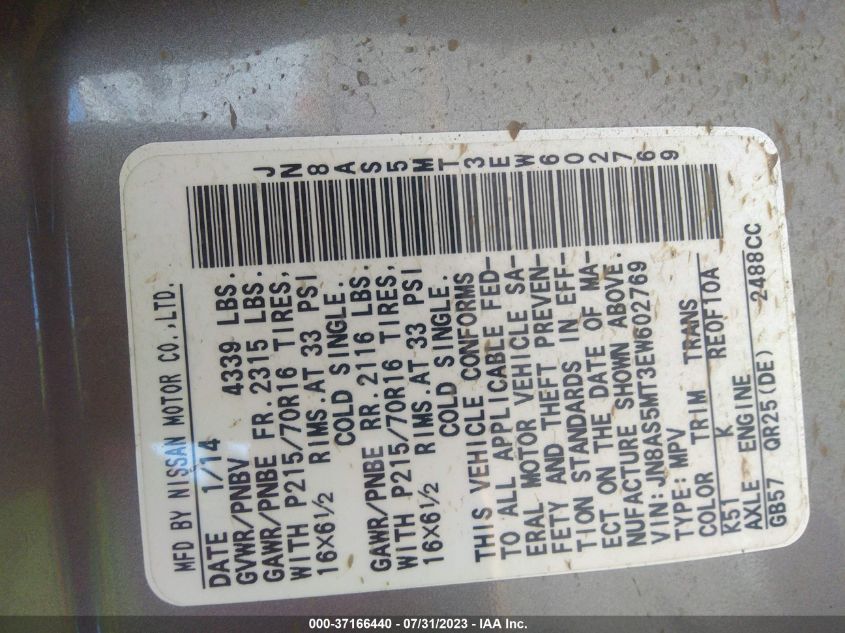 MFD BY NISSAN MOTOR CO.,LTD.
JN8AS5MT3EW602769
DATE 1/14
GVWR/PNBV 4339 LBS.
GAWR/PNBE FR.2315 LBS.
WITH P215/70R16 TIRES,
16X6½ RIMS.AT 33 PSI
COLD SINGLE.
GAWR/PNBE RR.2116 LBS.
WITH P215/70R16 TIRES,
16X6½ RIMS.AT 33 PSI
COLD SINGLE.
THIS VEHICLE CONFORMS
TO ALL APPLICABLE FED-
ERAL MOTOR VEHICLE SA-
FETY AND THEFT PREVEN-
TION STANDARDS IN EFF-
ECT ON THE DATE OF MA-
NUFACTURE SHOWN ABOVE.
VIN: JN8AS5MT3EW602769
TYPE: MPV
COLOR TRIM TRANS
K51 K RE0F10A
AXLE ENGINE
GB57 QR25(DE) 2488CC
000-37166440 - 07/31/2023 - IAA Inc.